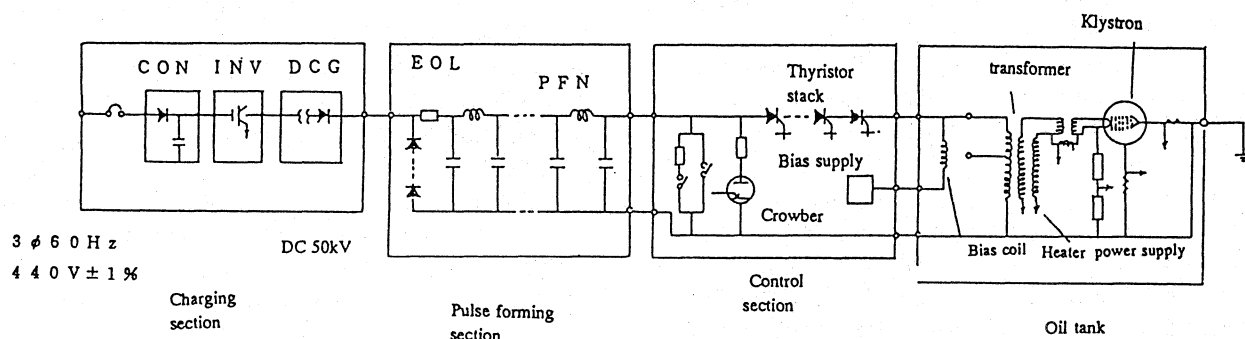 Klystron
C O N I N V D C G
E O L
P F N
Thyristor
stack
transformer
Bias supply
Crowber
3 ø 6 0 H z
4 4 0 V ± 1 %
DC 50kV
Bias coil
Heater power supply
Charging
section
Pulse forming
section
Control
section
Oil tank